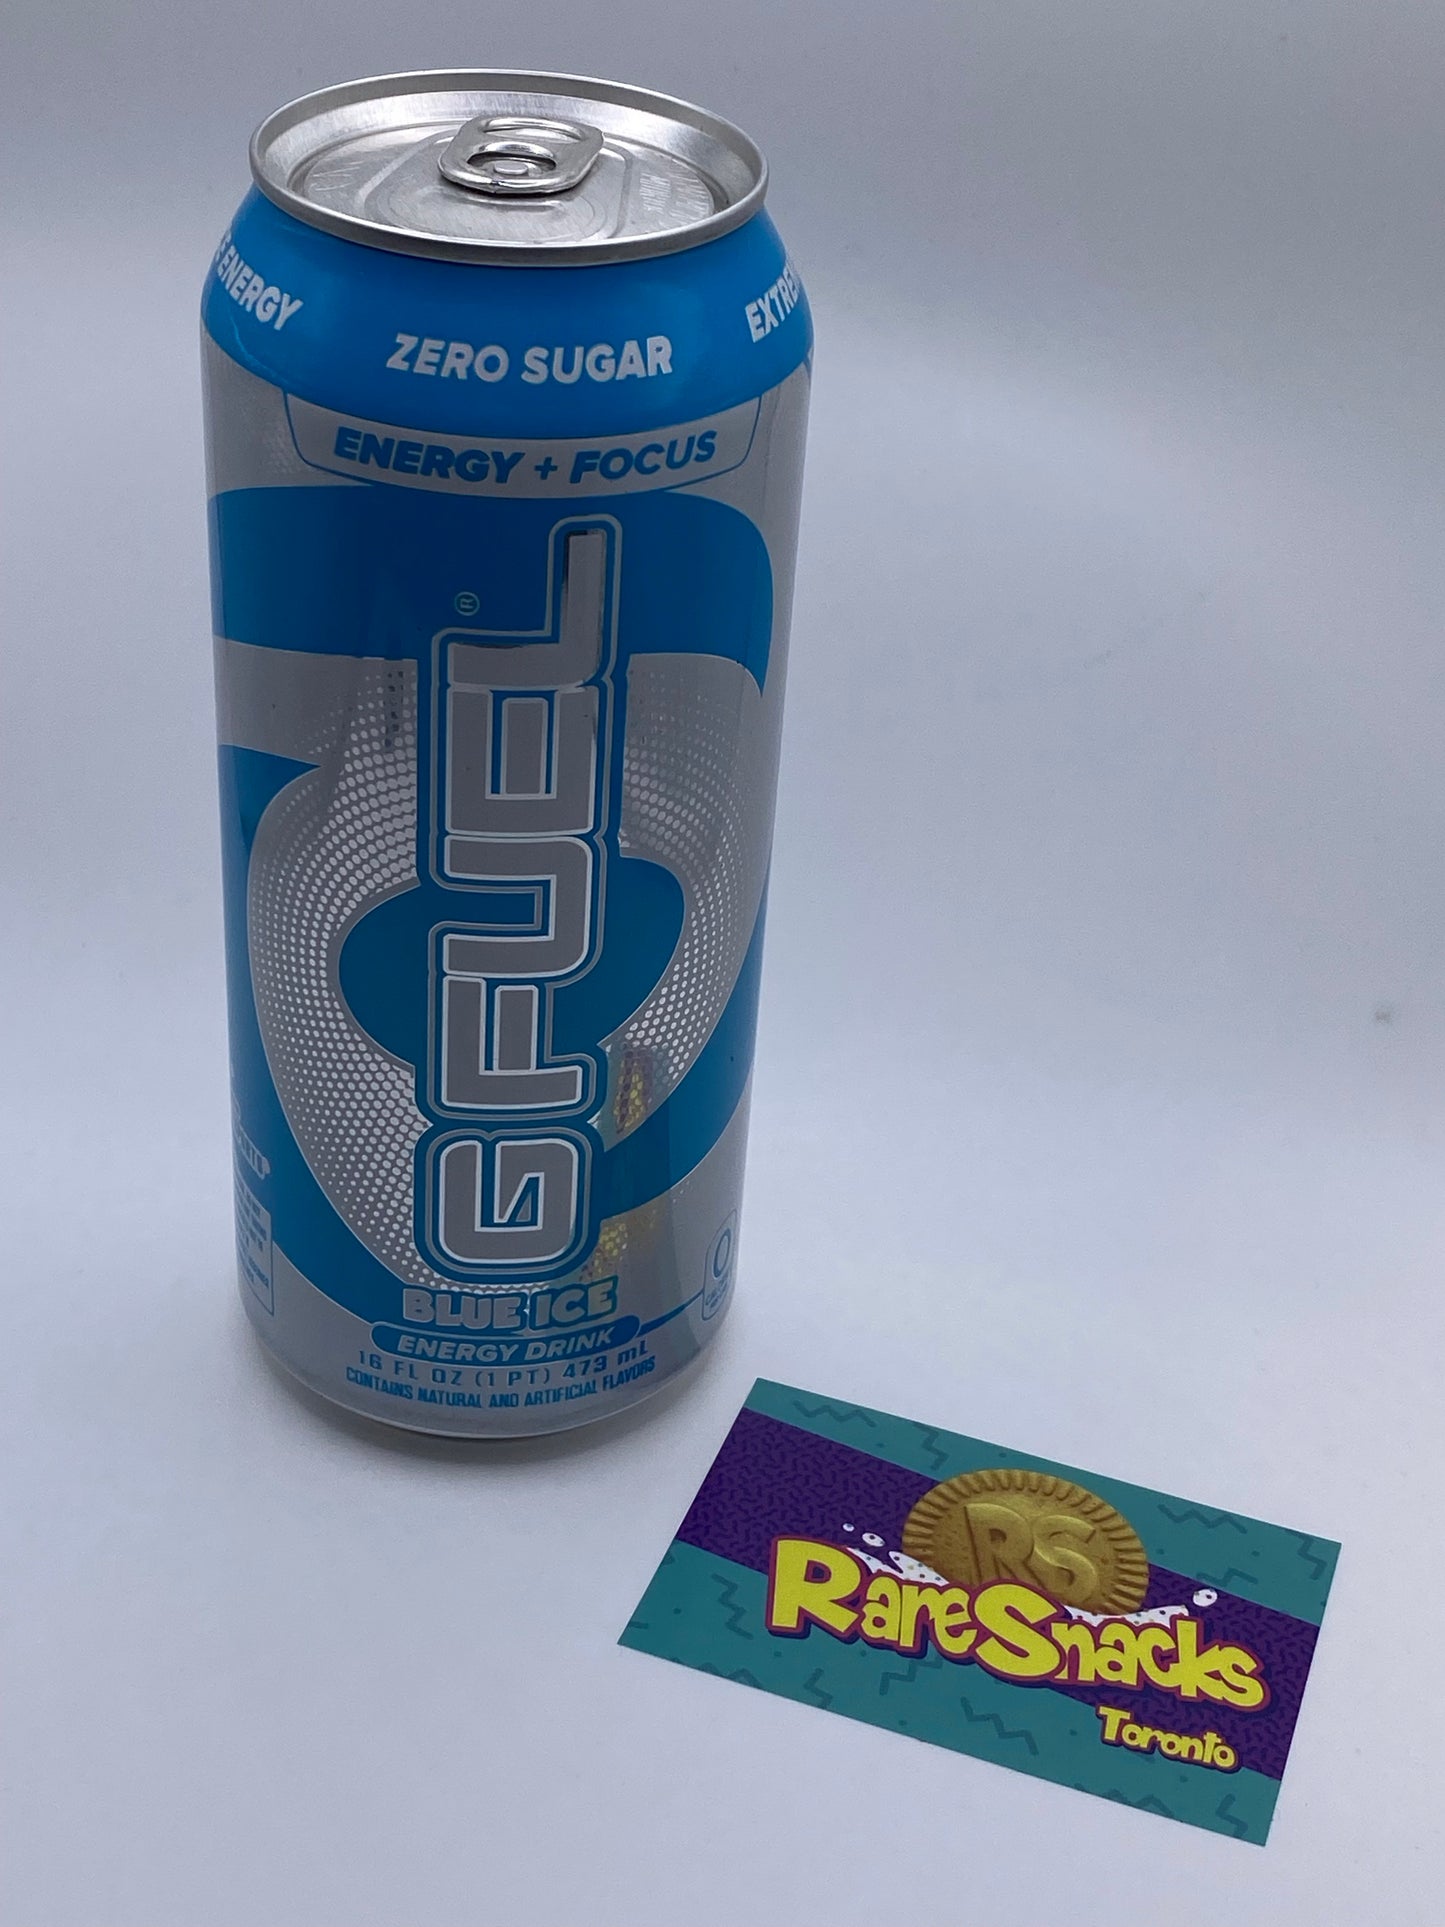 ENERGY
ZERO SUGAR
ENERGY + FOCUS
GFUEL®
BLUE ICE
ENERGY DRINK
16 FL OZ (1 PT) 473 mL
CONTAINS NATURAL AND ARTIFICIAL FLAVORS
0
RS
RareSnacks
Toronto